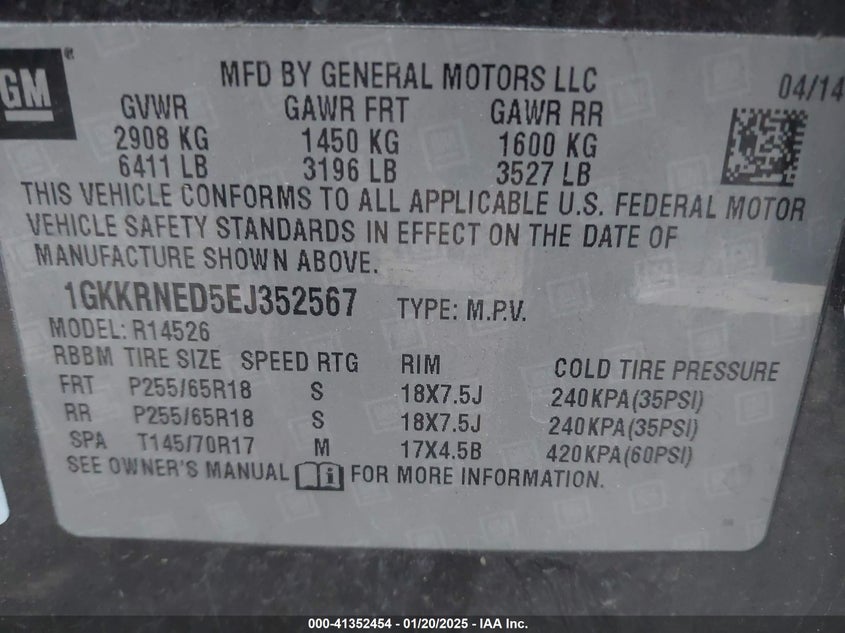 GM®
MFD BY GENERAL MOTORS LLC 04/14
GVWR GAWR FRT GAWR RR
2908 KG 1450 KG 1600 KG
6411 LB 3196 LB 3527 LB
THIS VEHICLE CONFORMS TO ALL APPLICABLE U.S. FEDERAL MOTOR
VEHICLE SAFETY STANDARDS IN EFFECT ON THE DATE OF
MANUFACTURE SHOWN ABOVE.
1GKKRNED5EJ352567 TYPE: M.P.V.
MODEL: R14526
RBBM TIRE SIZE SPEED RTG RIM COLD TIRE PRESSURE
FRT P255/65R18 S 18X7.5J 240KPA(35PSI)
RR P255/65R18 S 18X7.5J 240KPA(35PSI)
SPA T145/70R17 M 17X4.5B 420KPA(60PSI)
SEE OWNER'S MANUAL FOR MORE INFORMATION.
000-41352454 - 01/20/2025 - IAA Inc.